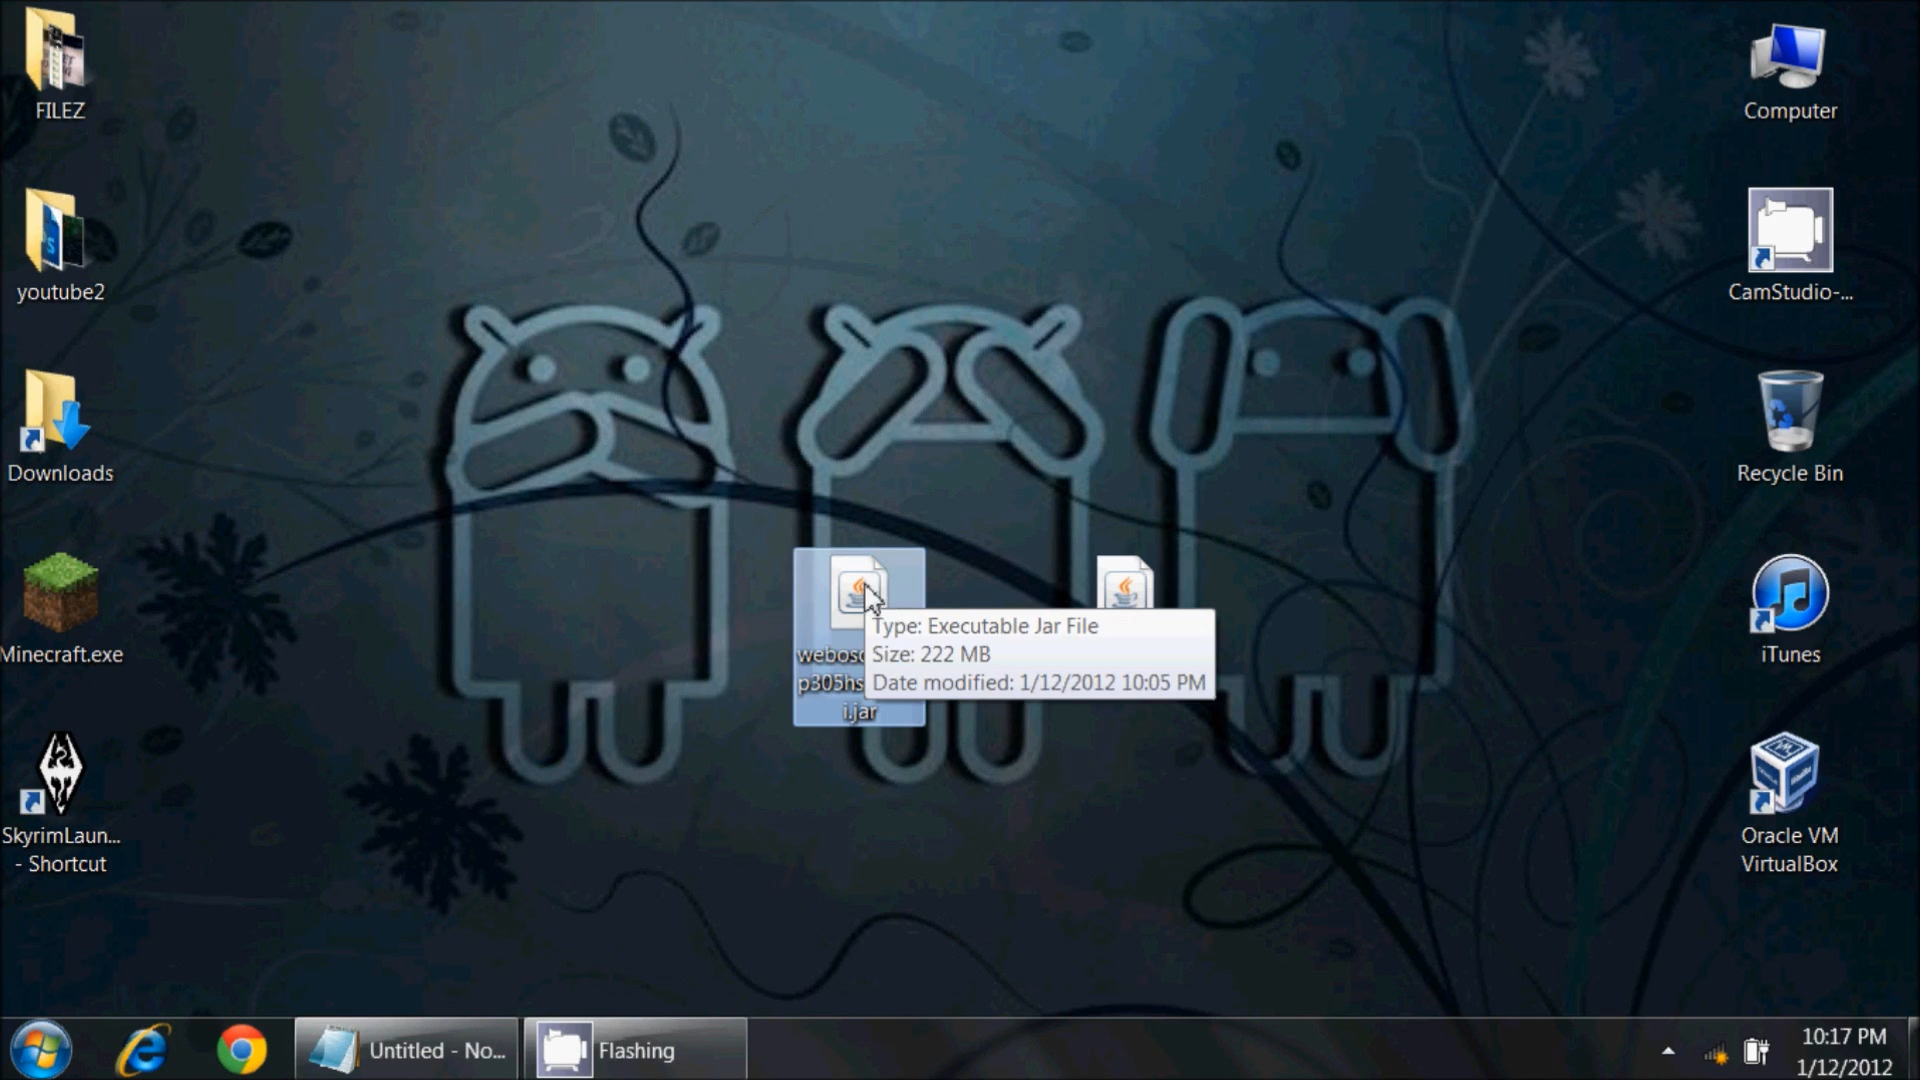 FILEZ
youtube2
Downloads
Minecraft.exe
SkyrimLaun...
- Shortcut
Type: Executable Jar File
Size: 222 MB
Date modified: 1/12/2012 10:05 PM
i.jar
Computer
CamStudio-...
Recycle Bin
iTunes
Oracle VM
VirtualBox
Untitled - No...
Flashing
10:17 PM
1/12/2012